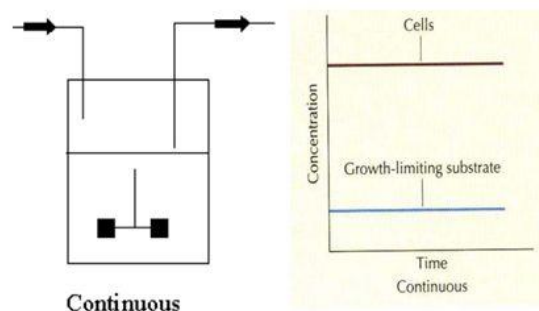 Continuous
Cells
Concentration
Growth-limiting substrate
Time
Continuous